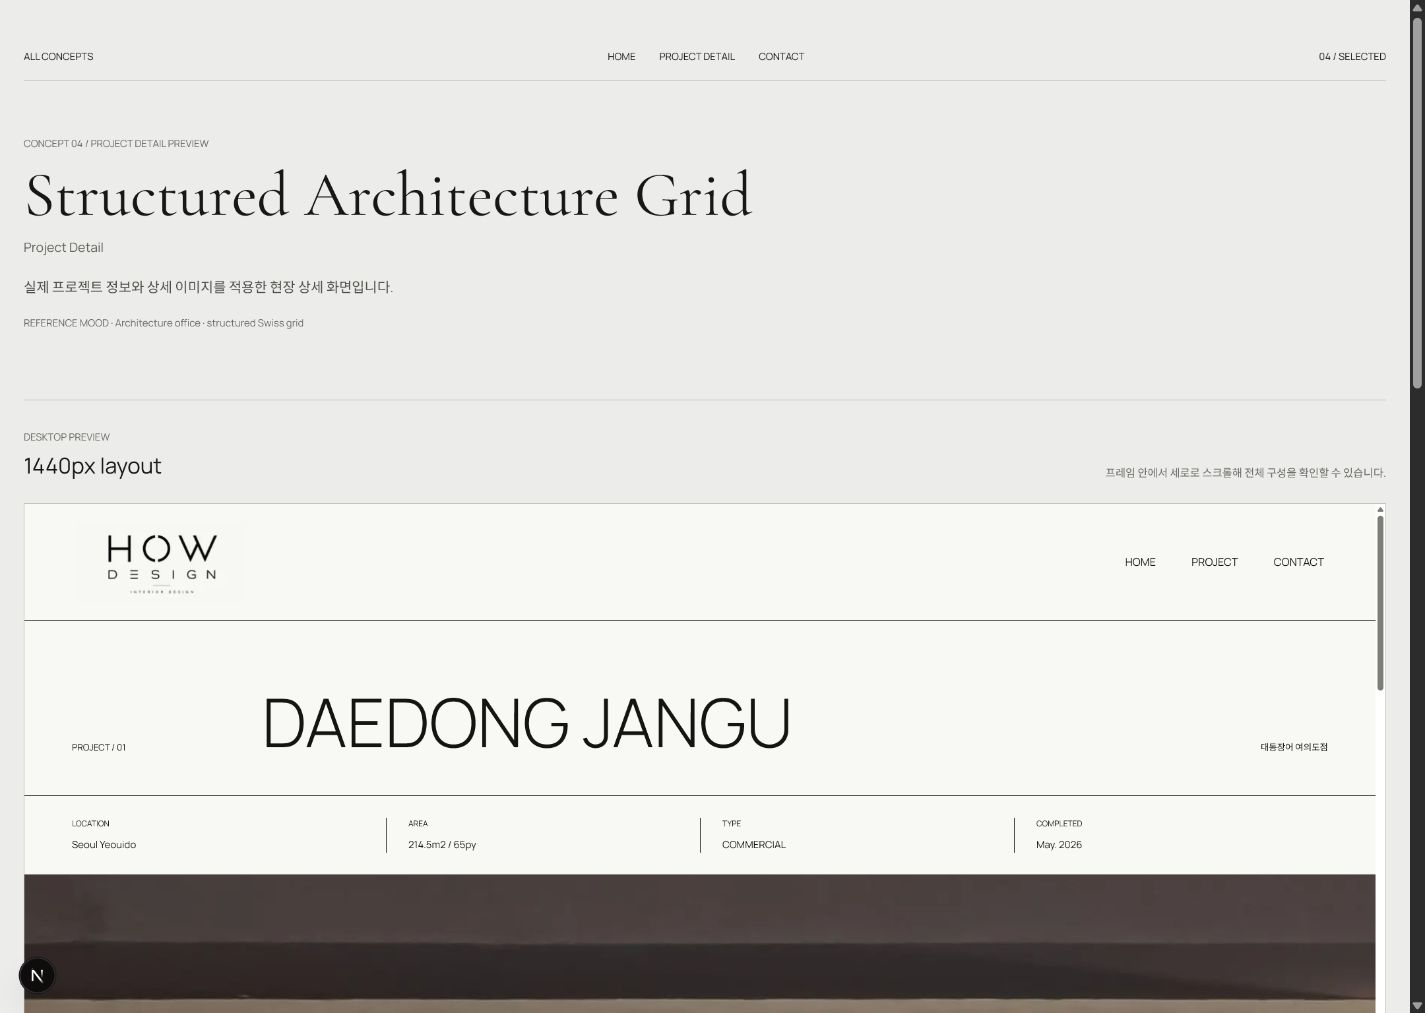 ALL CONCEPTS
HOME PROJECT DETAIL CONTACT
04 / SELECTED
CONCEPT 04 / PROJECT DETAIL PREVIEW
Structured Architecture Grid
Project Detail
실제 프로젝트 정보와 상세 이미지를 적용한 현장 상세 화면입니다.
REFERENCE MOOD · Architecture office · structured Swiss grid
DESKTOP PREVIEW
1440px layout
프레임 안에서 세로로 스크롤해 전체 구성을 확인할 수 있습니다.
HOW
DESIGN
INTERIOR DESIGN
HOME PROJECT CONTACT
PROJECT / 01
DAEDONG JANGU
대동장어 여의도점
LOCATION
Seoul Yeouido
AREA
214.5m2 / 65py
TYPE
COMMERCIAL
COMPLETED
May. 2026
N